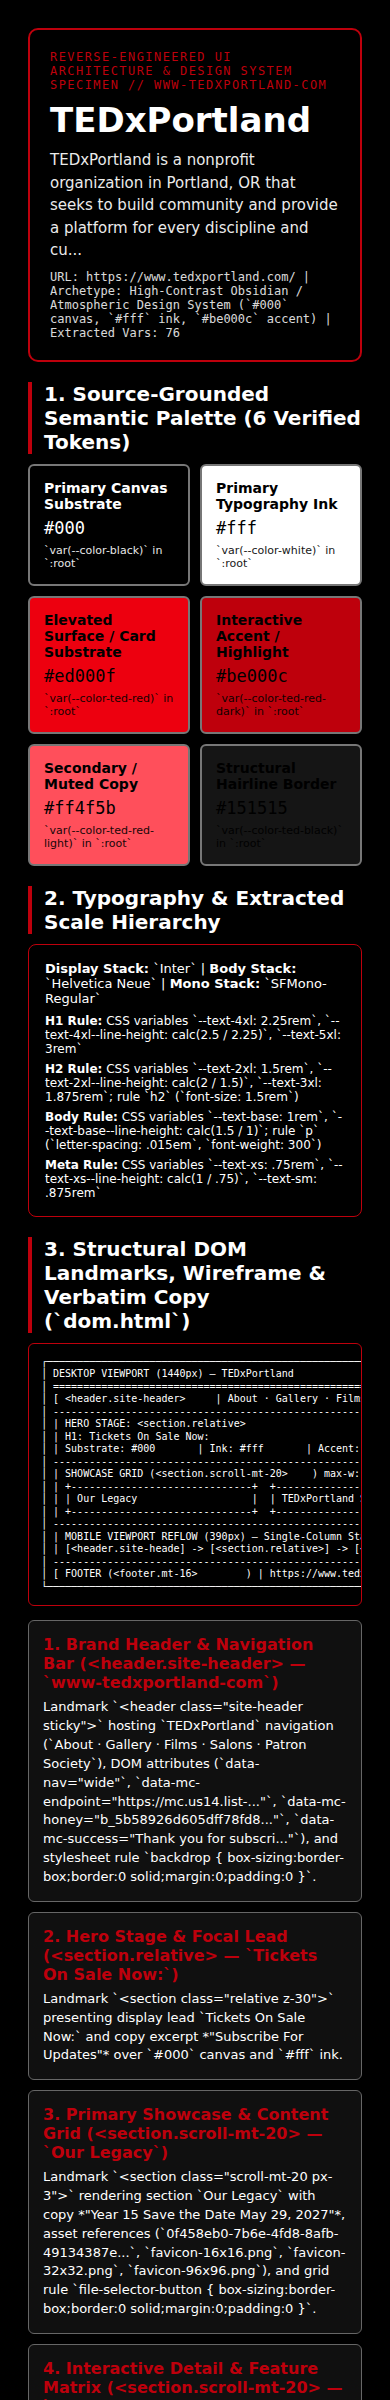 REVERSE-ENGINEERED UI
ARCHITECTURE & DESIGN SYSTEM
SPECIMEN // WWW-TEDXPORTLAND-COM
TEDxPortland
TEDxPortland is a nonprofit
organization in Portland, OR that
seeks to build community and provide
a platform for every discipline and
cu...
URL: https://www.tedxportland.com/ |
Archetype: High-Contrast Obsidian /
Atmospheric Design System (`#000`
canvas, `#fff` ink, `#be000c` accent) |
Extracted Vars: 76
1. Source-Grounded
Semantic Palette (6 Verified
Tokens)
Primary Canvas
Substrate
#000
`var(--color-black)` in
`:root`
Primary
Typography Ink
#fff
`var(--color-white)` in
`:root`
Elevated
Surface / Card
Substrate
#ed000f
`var(--color-ted-red)` in
`:root`
Interactive
Accent /
Highlight
#be000c
`var(--color-ted-red-
dark)` in `:root`
Secondary /
Muted Copy
#ff4f5b
`var(--color-ted-red-
light)` in `:root`
Structural
Hairline Border
#151515
`var(--color-ted-black)`
in `:root`
2. Typography & Extracted
Scale Hierarchy
Display Stack: `Inter` | Body Stack:
`Helvetica Neue` | Mono Stack: `SFMono-
Regular`
H1 Rule: CSS variables `--text-4xl: 2.25rem`, `--
text-4xl--line-height: calc(2.5 / 2.25)`, `--text-5xl:
3rem`
H2 Rule: CSS variables `--text-2xl: 1.5rem`, `--
text-2xl--line-height: calc(2 / 1.5)`, `--text-3xl:
1.875rem`; rule `h2` (`font-size: 1.5rem`)
Body Rule: CSS variables `--text-base: 1rem`, `-
-text-base--line-height: calc(1.5 / 1)`; rule `p`
(`letter-spacing: .015em`, `font-weight: 300`)
Meta Rule: CSS variables `--text-xs: .75rem`, `--
text-xs--line-height: calc(1 / .75)`, `--text-sm:
.875rem`
3. Structural DOM
Landmarks, Wireframe &
Verbatim Copy
(`dom.html`)
DESKTOP VIEWPORT (1440px) — TEDxPortland
[ <header.site-header> | About · Gallery · Film
| HERO STAGE: <section.relative>
| H1: Tickets On Sale Now:
| Substrate: #000 | Ink: #fff | Accent:
| SHOWCASE GRID (<section.scroll-mt-20 ) max-w:
| | Our Legacy | | TEDxPortland
| MOBILE VIEWPORT REFLOW (390px) — Single-Column St
| [<header.site-heade] -> [<section.relative>] -> [
[ FOOTER (<footer.mt-16> ) | https://www.ted
1. Brand Header & Navigation
Bar (<header.site-header> —
`www-tedxportland-com`)
Landmark `<header class="site-header
sticky">` hosting `TEDxPortland` navigation
(`About · Gallery · Films · Salons · Patron
Society`), DOM attributes (`data-
nav="wide"`, `data-mc-
endpoint="https://mc.us14.list-..."`, `data-mc-
honey="b_5b58926d605dff78fd8..."`, `data-
mc-success="Thank you for subscri..."`), and
stylesheet rule `backdrop { box-sizing:border-
box;border:0 solid;margin:0;padding:0 }`.
2. Hero Stage & Focal Lead
(<section.relative> — `Tickets
On Sale Now:`)
Landmark `<section class="relative z-30">`
presenting display lead `Tickets On Sale
Now:` and copy excerpt *"Subscribe For
Updates"* over `#000` canvas and `#fff` ink.
3. Primary Showcase & Content
Grid (<section.scroll-mt-20> —
`Our Legacy`)
Landmark `<section class="scroll-mt-20 px-
3">` rendering section `Our Legacy` with
copy *"Year 15 Save the Date May 29, 2027"*,
asset references (`0f458eb0-7b6e-4fd8-8afb-
49134387e...`, `favicon-16x16.png`, `favicon-
32x32.png`, `favicon-96x96.png`), and grid
rule `file-selector-button { box-sizing:border-
box;border:0 solid;margin:0;padding:0 }`.
4. Interactive Detail & Feature
Matrix (<section.scroll-mt-20> —